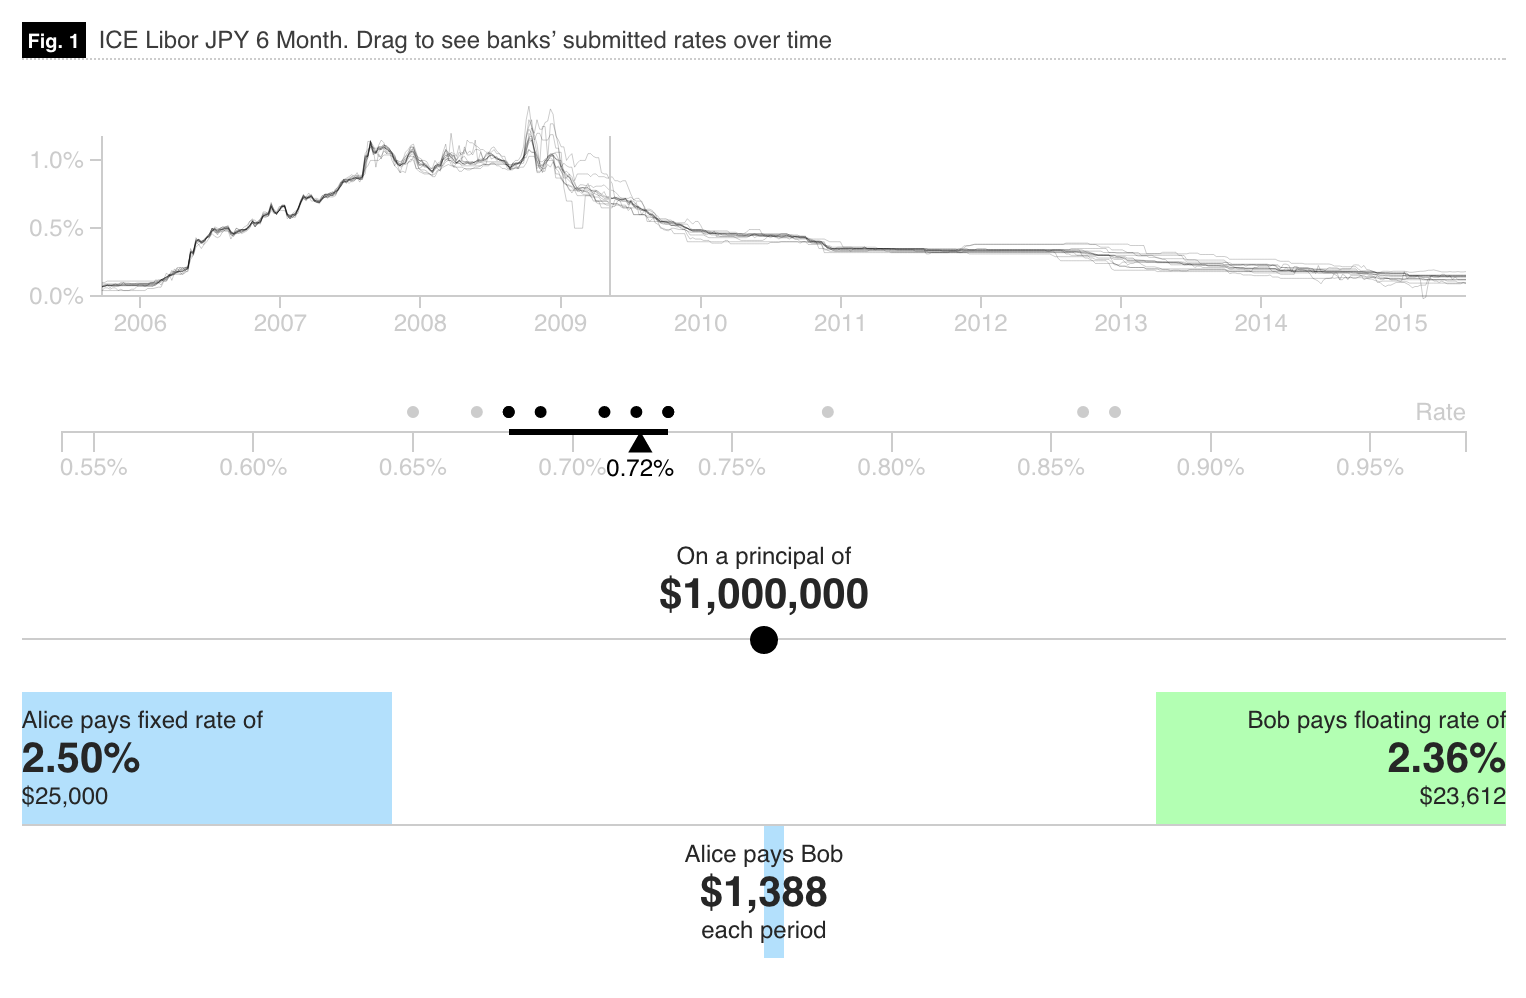 Fig. 1 ICE Libor JPY 6 Month. Drag to see banks’ submitted rates over time
1.0%
0.5%
0.0%
2006 2007 2008 2009 2010 2011 2012 2013 2014 2015
Rate
0.55% 0.60% 0.65% 0.70% 0.72% 0.75% 0.80% 0.85% 0.90% 0.95%
On a principal of
$1,000,000
Alice pays fixed rate of
2.50%
$25,000
Bob pays floating rate of
2.36%
$23,612
Alice pays Bob
$1,388
each period